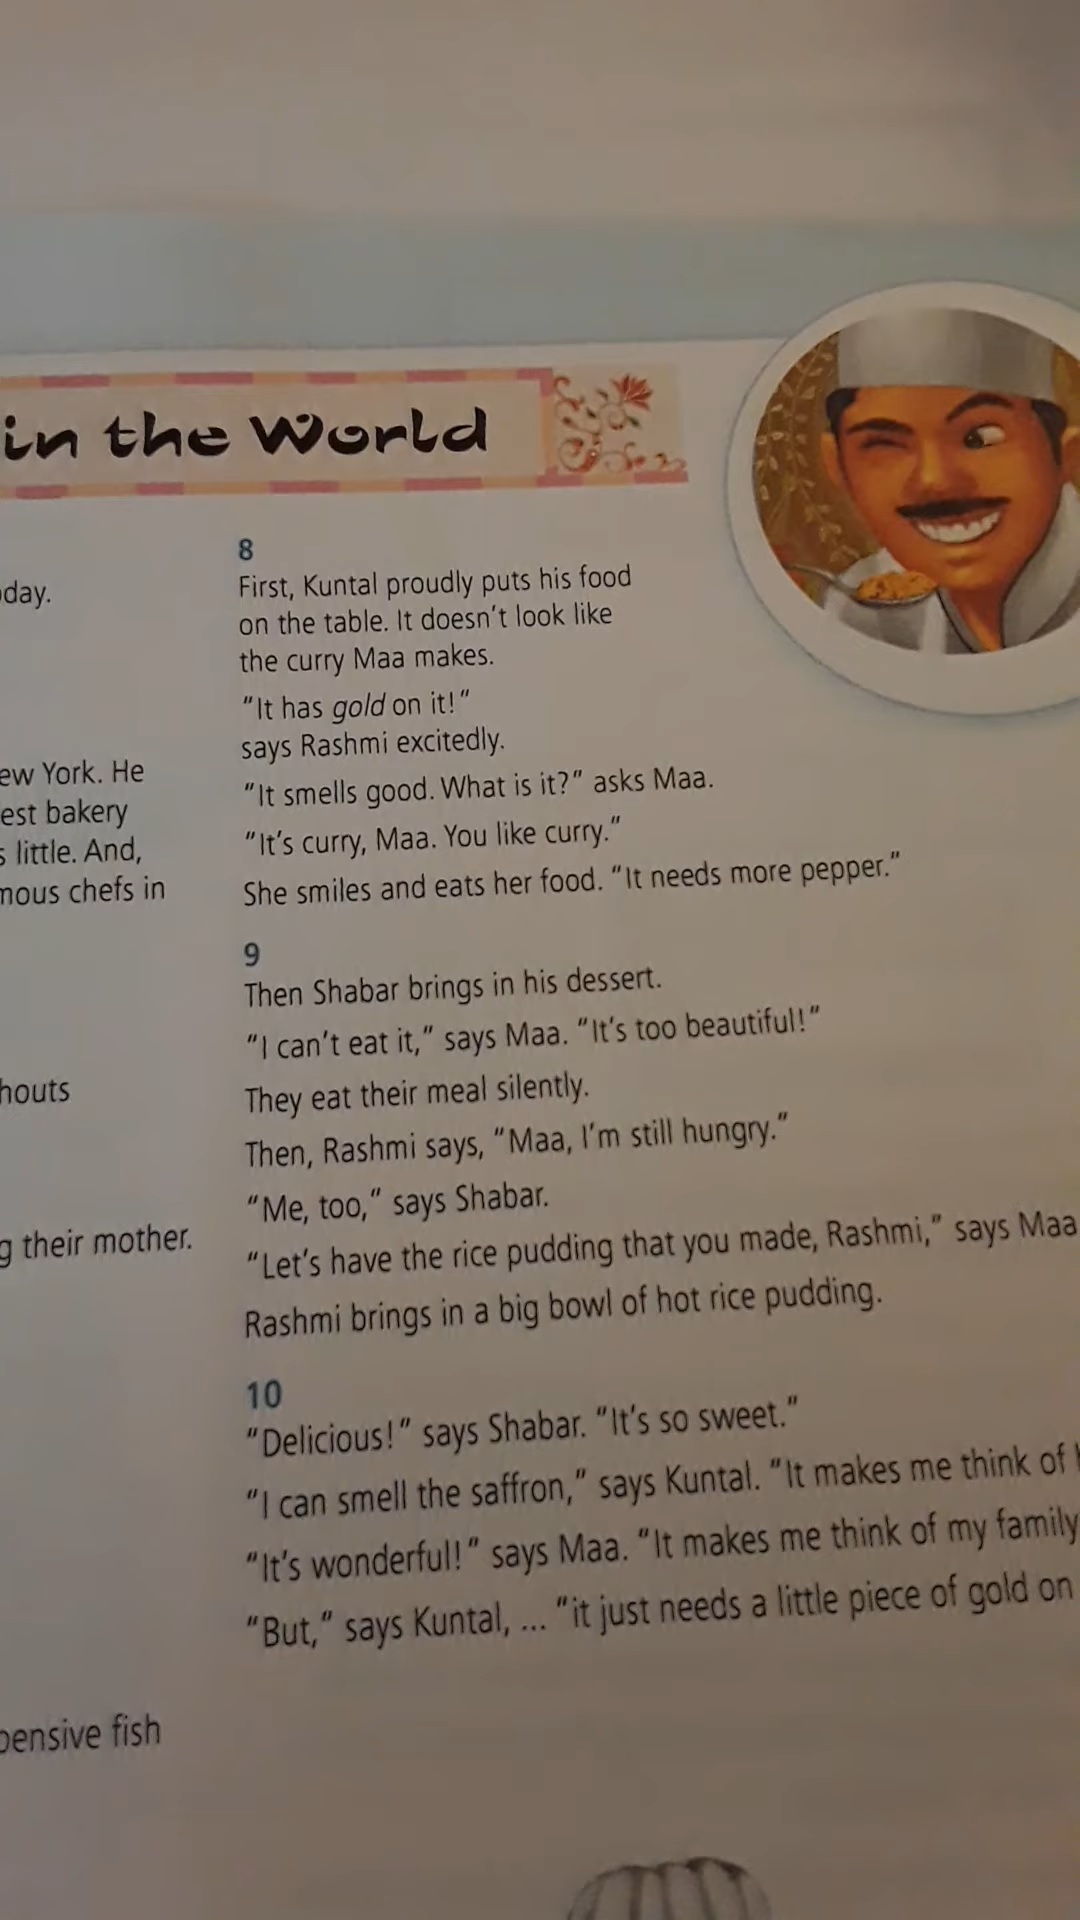 in the World
day.
ew York. He
est bakery
s little. And,
mous chefs in
houts
g their mother.
pensive fish
8
First, Kuntal proudly puts his food
on the table. It doesn't look like
the curry Maa makes.
"It has gold on it!"
says Rashmi excitedly.
"It smells good. What is it?" asks Maa.
"It's curry, Maa. You like curry."
She smiles and eats her food. "It needs more pepper."
9
Then Shabar brings in his dessert.
"I can't eat it," says Maa. "It's too beautiful!"
They eat their meal silently.
Then, Rashmi says, "Maa, I'm still hungry."
"Me, too," says Shabar.
"Let's have the rice pudding that you made, Rashmi," says Maa
Rashmi brings in a big bowl of hot rice pudding.
10
"Delicious!" says Shabar. "It's so sweet."
"I can smell the saffron," says Kuntal. "It makes me think of
"It's wonderful!" says Maa. "It makes me think of my family
"But," says Kuntal, ... "it just needs a little piece of gold on